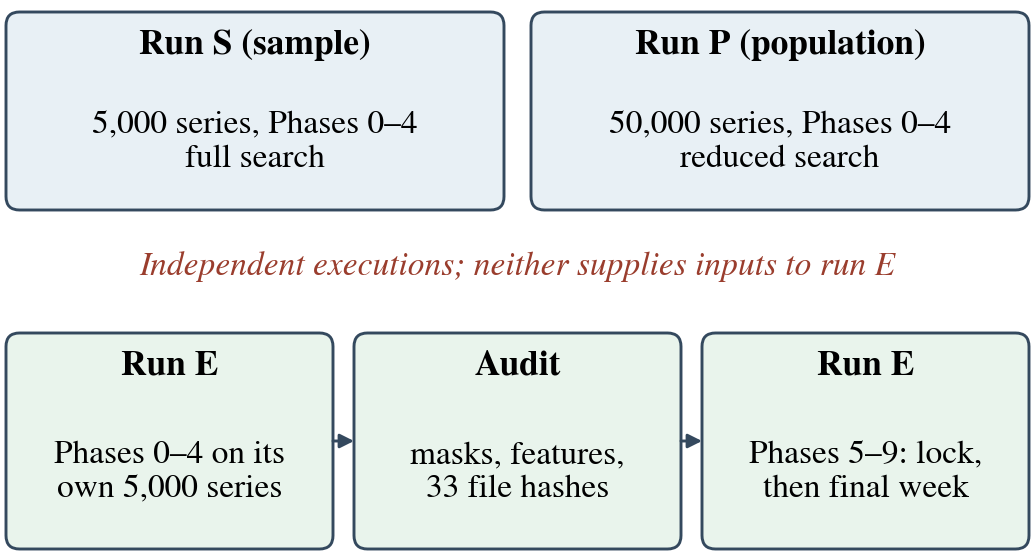 Run S (sample)
5,000 series, Phases 0–4
full search
Run P (population)
50,000 series, Phases 0–4
reduced search
Independent executions; neither supplies inputs to run E
Run E
Phases 0–4 on its
own 5,000 series
Audit
masks, features,
33 file hashes
Run E
Phases 5–9: lock,
then final week